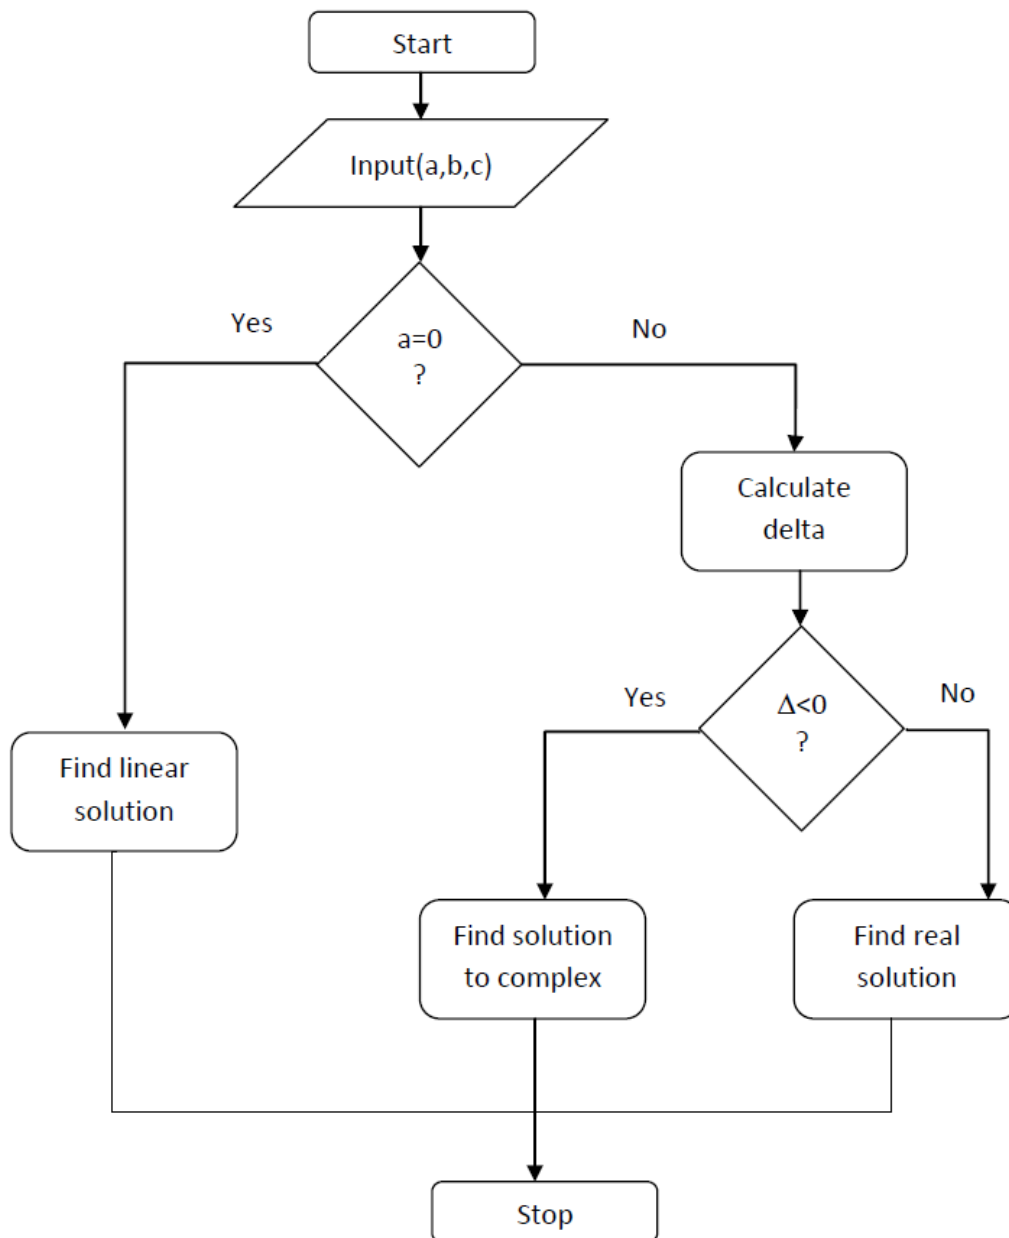 Start
Input(a,b,c)
Yes
No
a=0
?
Calculate
delta
Yes
No
Δ<0
?
Find linear
solution
Find solution
to complex
Find real
solution
Stop